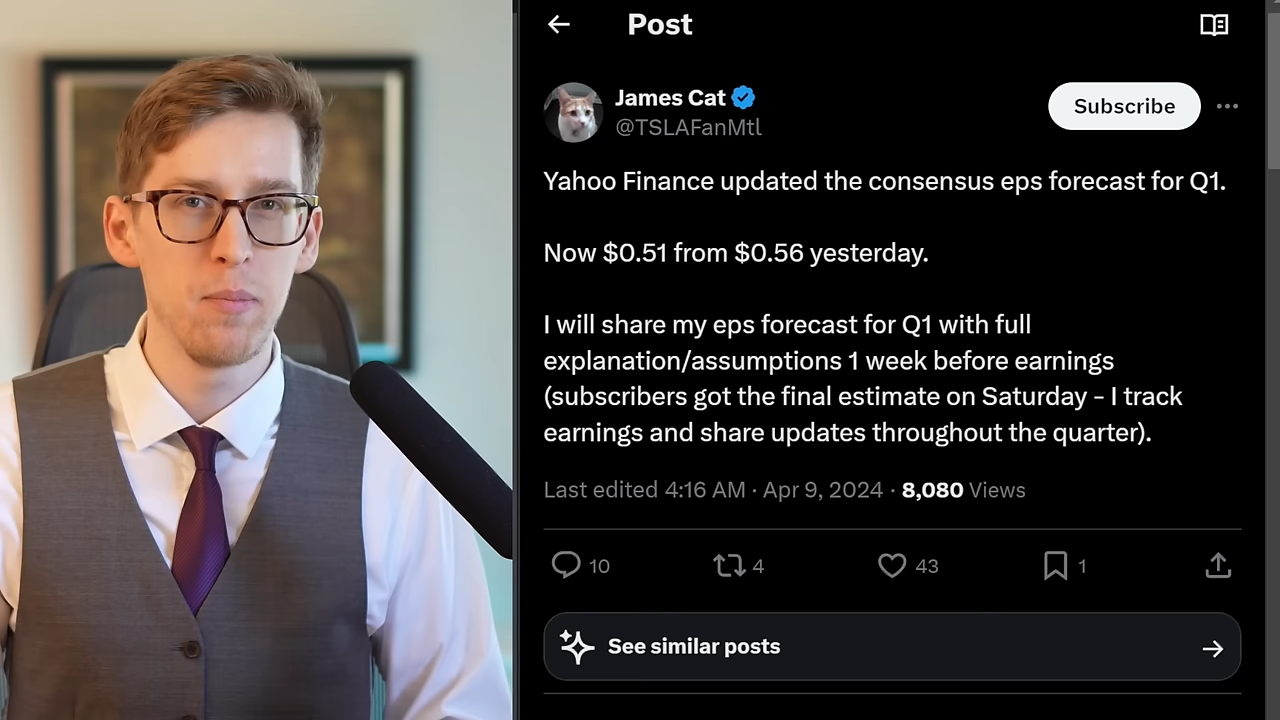 Post
James Cat
Subscribe
@TSLAFanMtl
Yahoo Finance updated the consensus eps forecast for Q1.
Now $0.51 from $0.56 yesterday.
I will share my eps forecast for Q1 with full
explanation/assumptions 1 week before earnings
(subscribers got the final estimate on Saturday - I track
earnings and share updates throughout the quarter).
Last edited 4:16 AM · Apr 9, 2024 · 8,080 Views
10 4 43 1
See similar posts